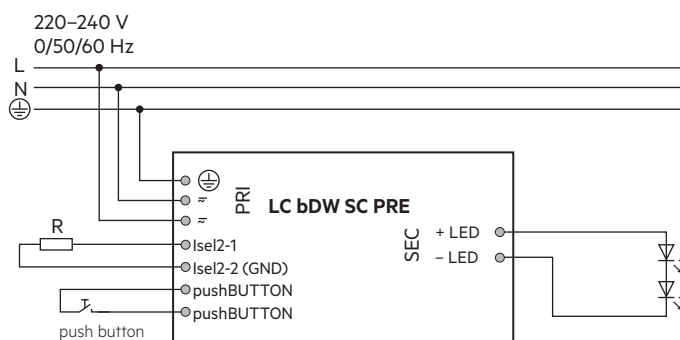 220–240 V
0/50/60 Hz
L
N
PRI
LC bDW SC PRE
R
Isel2-1
Isel2-2 (GND)
pushBUTTON
pushBUTTON
push button
SEC
+ LED
– LED